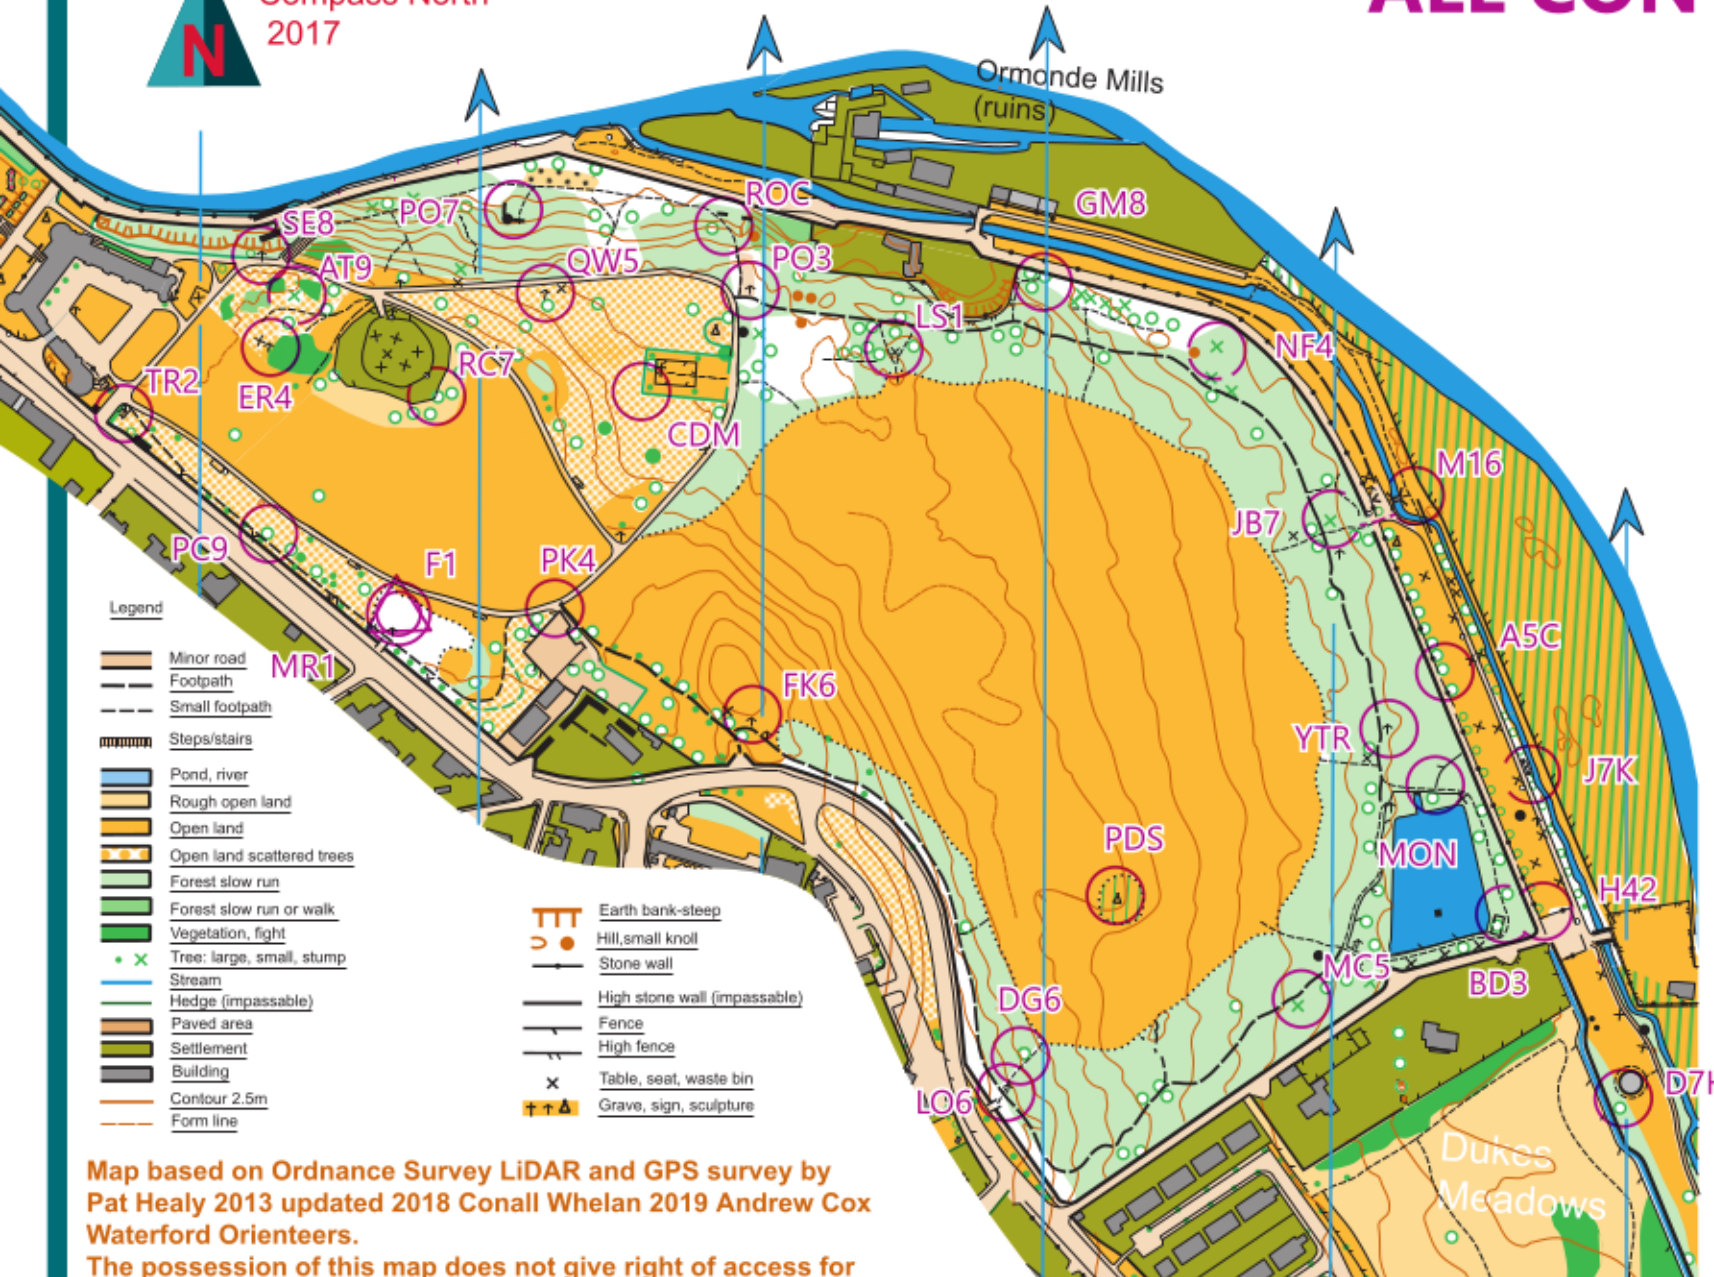 Compass North
2017
N
ALL CON
Ormonde Mills
(ruins)
SE8
PO7
ROC
GM8
AT9
QW5
PO3
LS1
NF4
TR2
ER4
RC7
CDM
M16
JB7
PC9
F1
PK4
MR1
FK6
A5C
YTR
J7K
PDS
MON
H42
MC5
BD3
DG6
LO6
D7H
Dukes
Meadows
Legend
Minor road
Footpath
Small footpath
Steps/stairs
Pond, river
Rough open land
Open land
Open land scattered trees
Forest slow run
Forest slow run or walk
Vegetation, fight
Tree: large, small, stump
Stream
Hedge (impassable)
Paved area
Settlement
Building
Contour 2.5m
Form line
Earth bank-steep
Hill,small knoll
Stone wall
High stone wall (impassable)
Fence
High fence
Table, seat, waste bin
Grave, sign, sculpture
Map based on Ordnance Survey LiDAR and GPS survey by
Pat Healy 2013 updated 2018 Conall Whelan 2019 Andrew Cox
Waterford Orienteers.
The possession of this map does not give right of access for